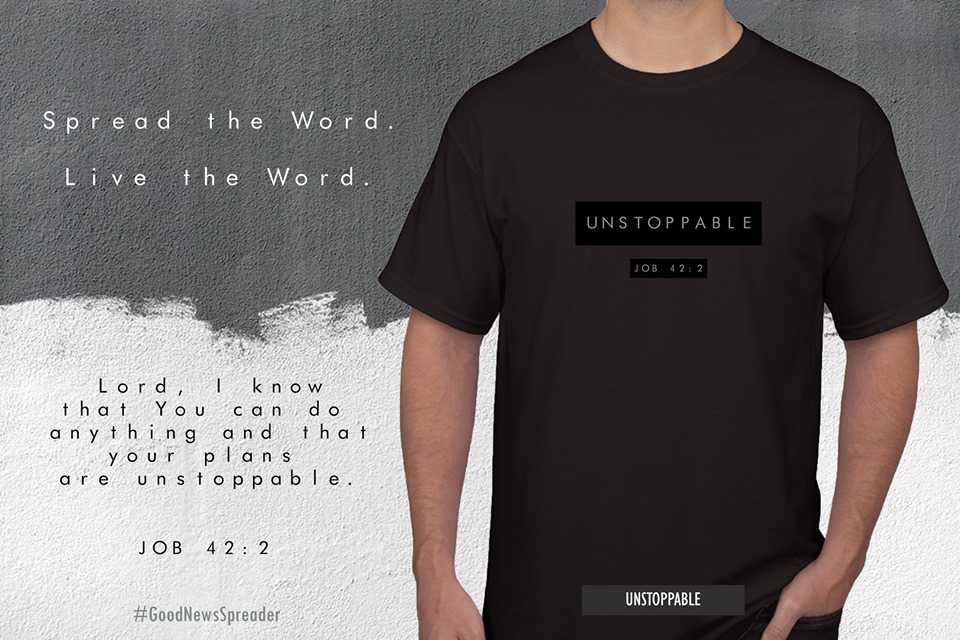 Spread the Word.
Live the Word.
UNSTOPPABLE
JOB 42:2
Lord, I know
that You can do
anything and that
your plans
are unstoppable.
JOB 42:2
#GoodNewsSpreader
UNSTOPPABLE